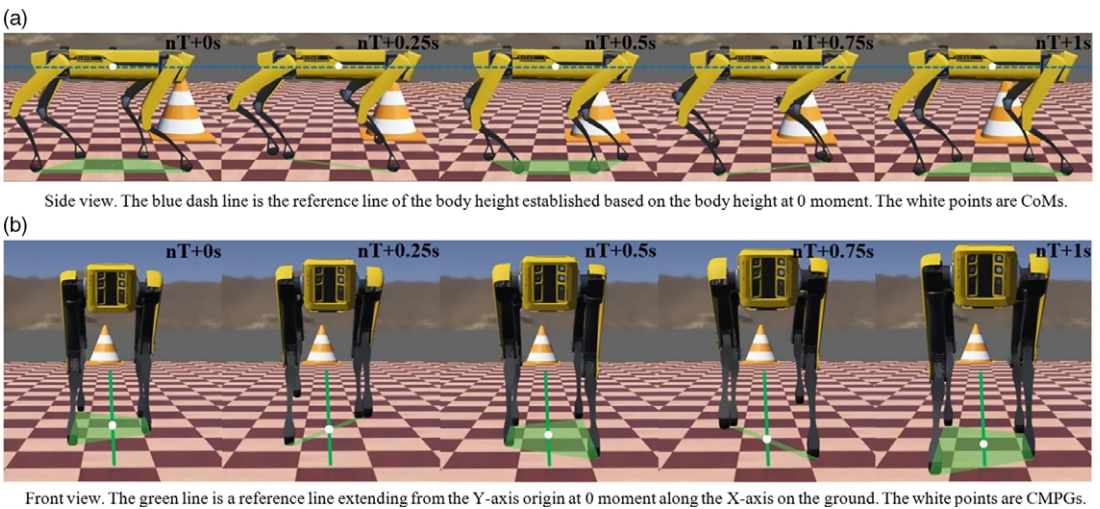 (a)
nT+0s nT+0.25s nT+0.5s nT+0.75s nT+1s
Side view. The blue dash line is the reference line of the body height established based on the body height at 0 moment. The white points are CoMs.
(b)
nT+0s nT+0.25s nT+0.5s nT+0.75s nT+1s
Front view. The green line is a reference line extending from the Y-axis origin at 0 moment along the X-axis on the ground. The white points are CMPGs.